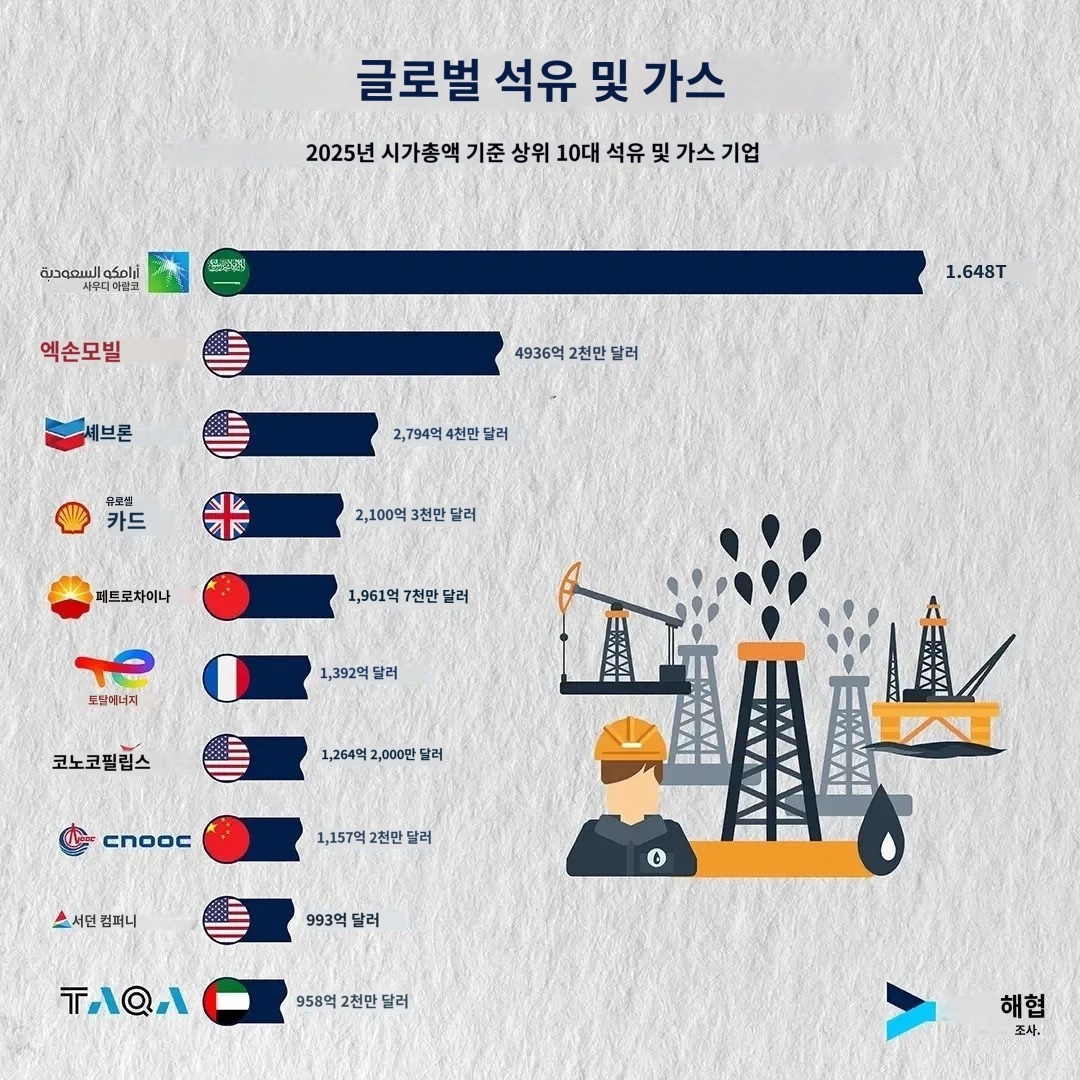 글로벌 석유 및 가스
2025년 시가총액 기준 상위 10대 석유 및 가스 기업
أرامكو السعودية
사우디 아람코
1.648T
엑손모빌
4936억 2천만 달러
셰브론
2,794억 4천만 달러
유로셀
카드
2,100억 3천만 달러
페트로차이나
1,961억 7천만 달러
토탈에너지
1,392억 달러
코노코필립스
1,264억 2,000만 달러
cnooc
1,157억 2천만 달러
서던 컴퍼니
993억 달러
TAQA
958억 2천만 달러
해협
조사.